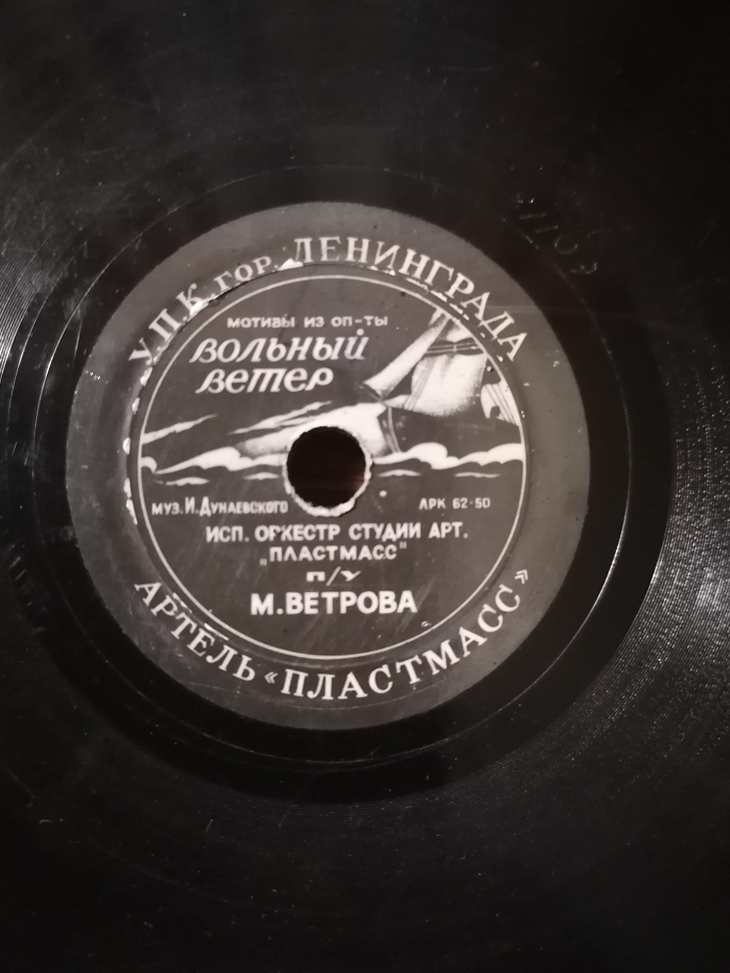 УПК ГОР. ЛЕНИНГРАДА
МОТИВЫ ИЗ ОП-ТЫ
ВОЛЬНЫЙ
ВЕТЕР
МУЗ. И. ДУНАЕВСКОГО
АРК 62-50
ИСП. ОРКЕСТР СТУДИИ АРТ.
„ПЛАСТМАСС"
П/У
М. ВЕТРОВА
АРТЕЛЬ «ПЛАСТМАСС»